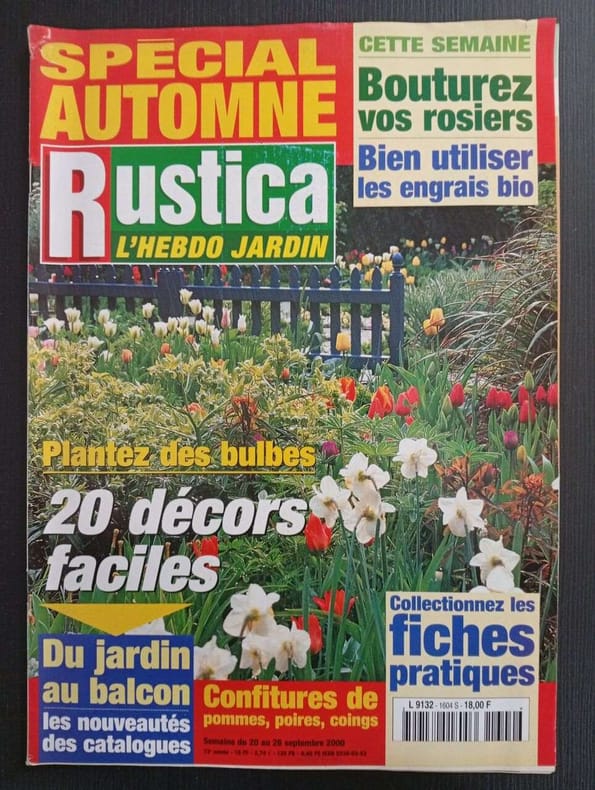 SPÉCIAL
AUTOMNE
CETTE SEMAINE
Bouturez
vos rosiers
Bien utiliser
les engrais bio
Rustica
L'HEBDO JARDIN
Plantez des bulbes
20 décors
faciles
Du jardin
au balcon
les nouveautés
des catalogues
Confitures de
pommes, poires, coings
Semaine du 20 au 26 septembre 2000
Collectionnez les
fiches
pratiques
L 9132 - 1604 S - 18,00 F